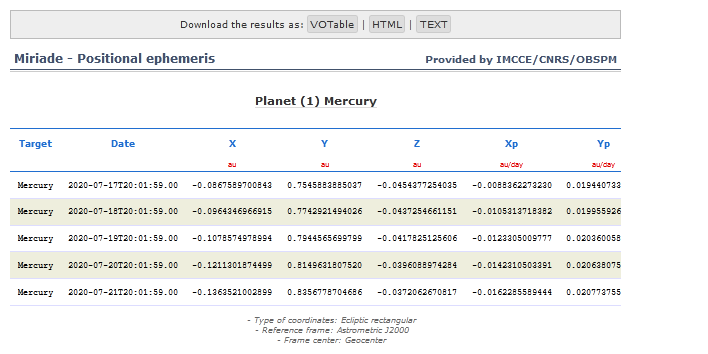 Download the results as: VOTable | HTML | TEXT
Miriade - Positional ephemeris Provided by IMCCE/CNRS/OBSPM
Planet (1) Mercury
Target Date X Y Z Xp Yp
au au au au/day au/day
Mercury 2020-07-17T20:01:59.00 -0.0867589700843 0.7545883885037 -0.0454377254035 -0.0088362273230 0.019440733
Mercury 2020-07-18T20:01:59.00 -0.0964346966915 0.7742921494026 -0.0437254661151 -0.0105313718382 0.019955926
Mercury 2020-07-19T20:01:59.00 -0.1078574978994 0.7944565699799 -0.0417825125606 -0.0123305009777 0.020360058
Mercury 2020-07-20T20:01:59.00 -0.1211301874499 0.8149631807520 -0.0396088974284 -0.0142310503391 0.020638075
Mercury 2020-07-21T20:01:59.00 -0.1363521002899 0.8356778704686 -0.0372062670817 -0.0162285589444 0.020773755
- Type of coordinates: Ecliptic rectangular
- Reference frame: Astrometric J2000
- Frame center: Geocenter